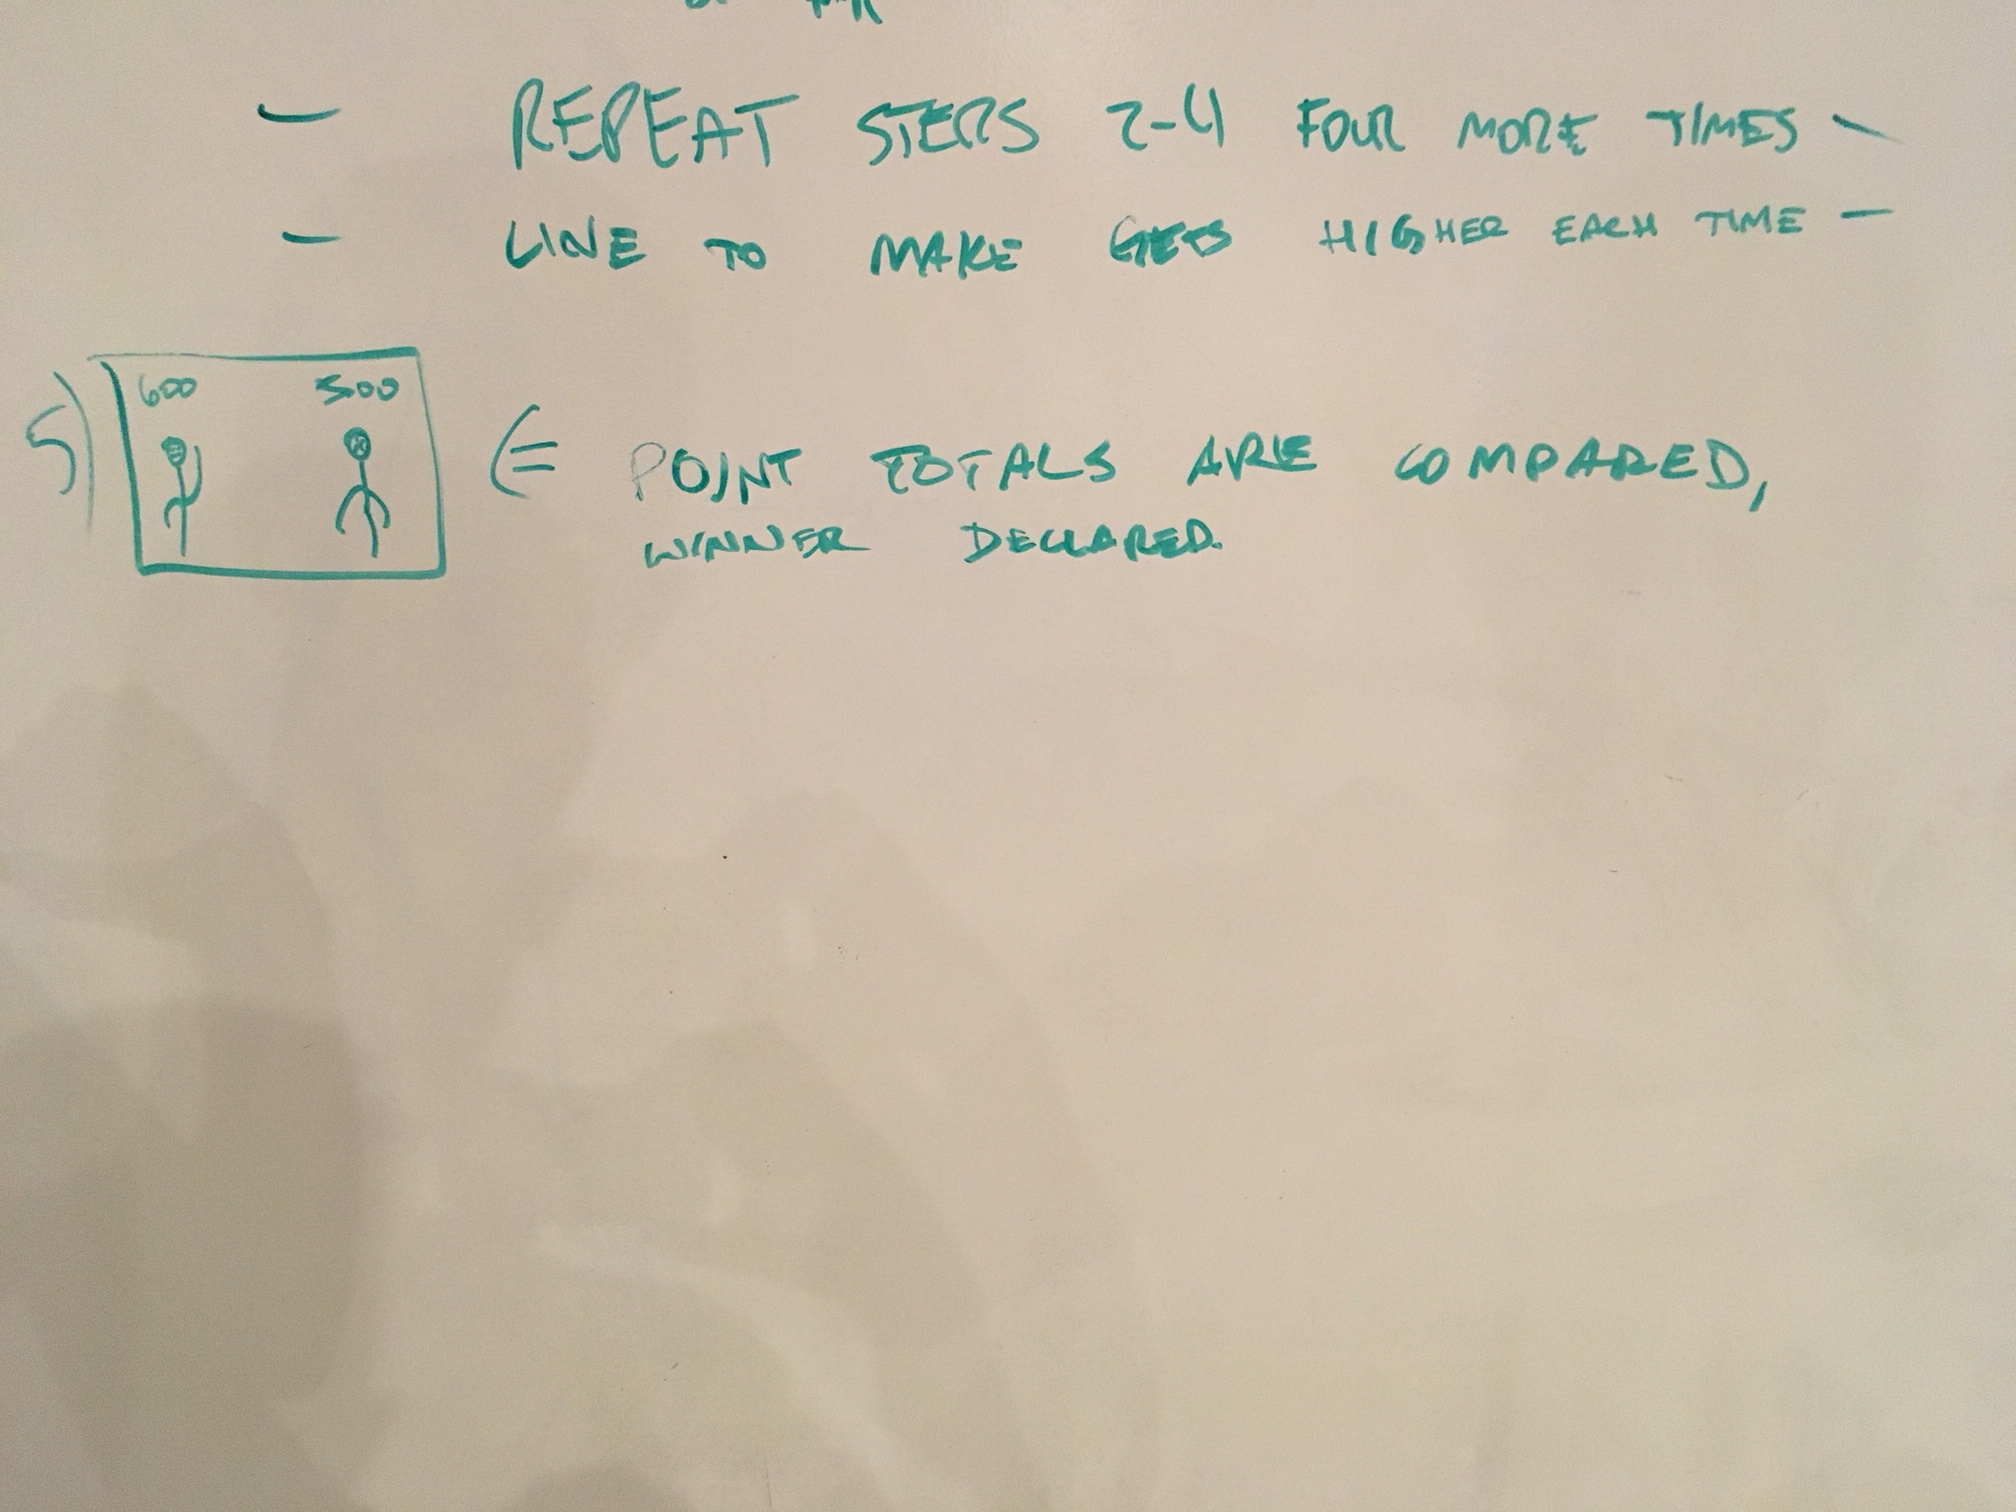 — REPEAT STEPS 2-4 FOUR MORE TIMES —
— LINE TO MAKE GETS HIGHER EACH TIME —
5)
600 500
POINT TOTALS ARE COMPARED,
WINNER DECLARED.